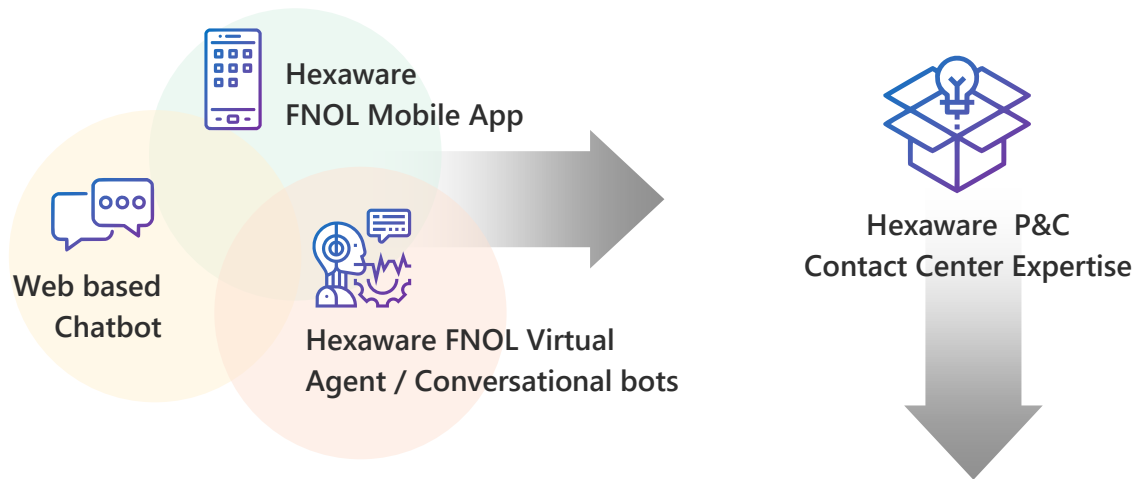 Hexaware
FNOL Mobile App
Web based
Chatbot
Hexaware FNOL Virtual
Agent / Conversational bots
Hexaware P&C
Contact Center Expertise